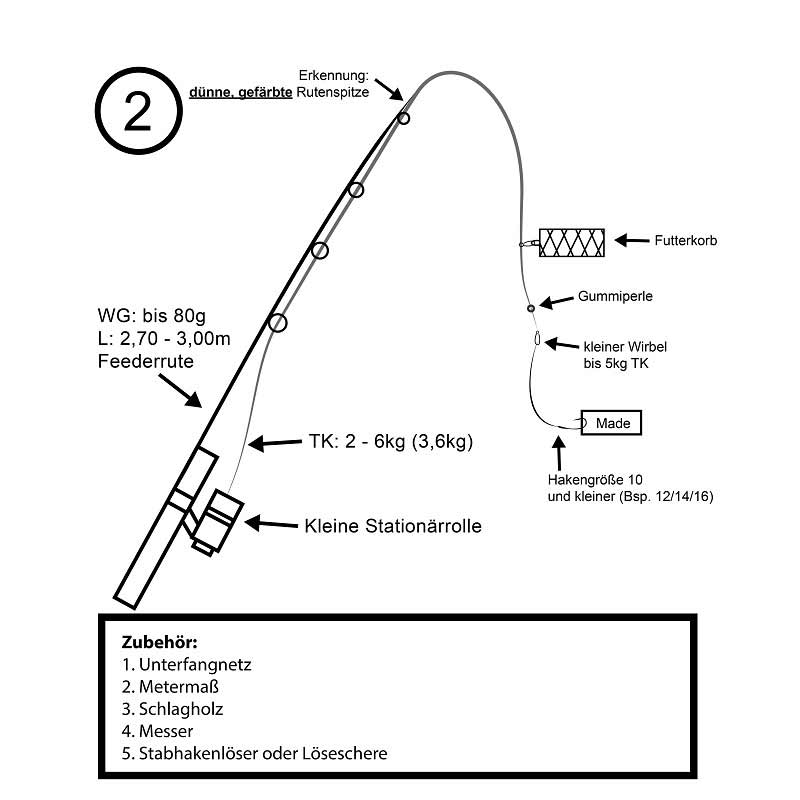 2
Erkennung:
dünne, gefärbte Rutenspitze
Futterkorb
Gummiperle
WG: bis 80g
L: 2,70 - 3,00m
Feederrute
kleiner Wirbel
bis 5kg TK
Made
TK: 2 - 6kg (3,6kg)
Hakengröße 10
und kleiner (Bsp. 12/14/16)
Kleine Stationärrolle
Zubehör:
1. Unterfangnetz
2. Metermaß
3. Schlagholz
4. Messer
5. Stabhakenlöser oder Löseschere